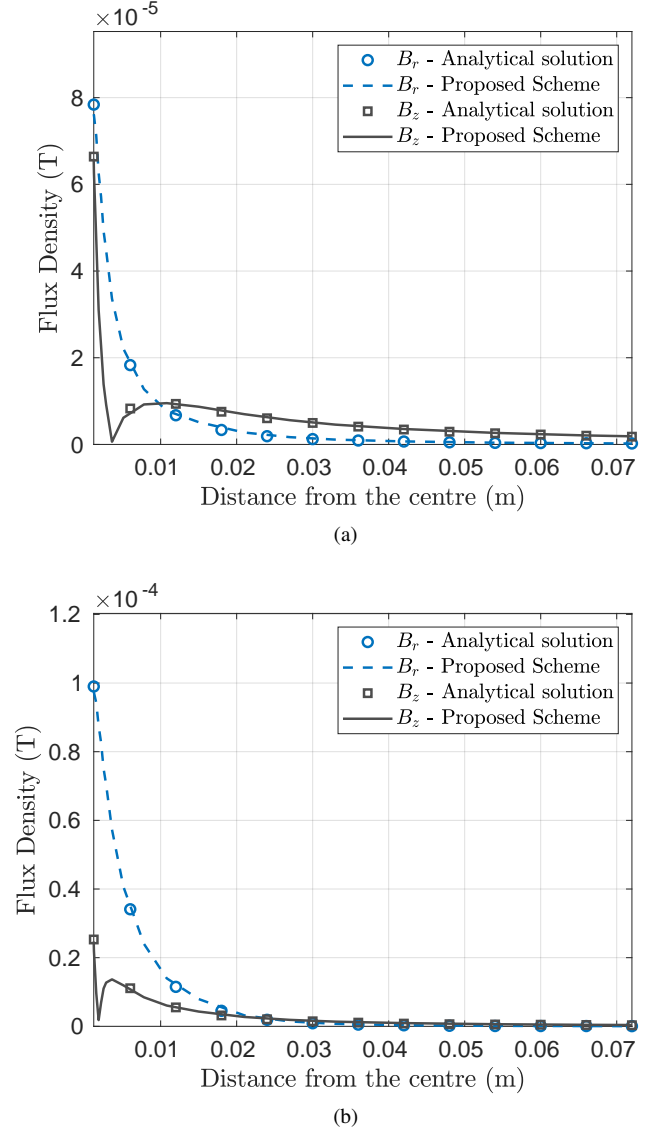 ×10⁻⁵
B_r - Analytical solution
B_r - Proposed Scheme
B_z - Analytical solution
B_z - Proposed Scheme
8
6
4
2
0
Flux Density (T)
0.01 0.02 0.03 0.04 0.05 0.06 0.07
Distance from the centre (m)
(a)
×10⁻⁴
B_r - Analytical solution
B_r - Proposed Scheme
B_z - Analytical solution
B_z - Proposed Scheme
1.2
1
0.8
0.6
0.4
0.2
0
Flux Density (T)
0.01 0.02 0.03 0.04 0.05 0.06 0.07
Distance from the centre (m)
(b)